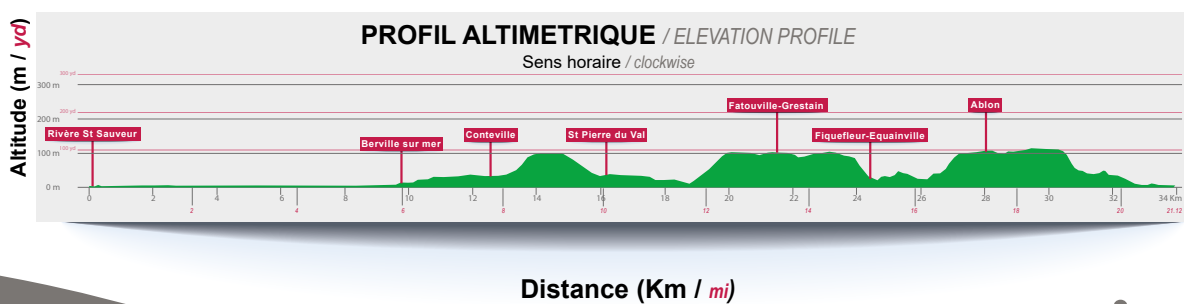 PROFIL ALTIMETRIQUE / ELEVATION PROFILE
Sens horaire / clockwise
Altitude (m / yd)
300 yd
300 m
200 yd
200 m
100 yd
100 m
0 m
Rivère St Sauveur
Berville sur mer
Conteville
St Pierre du Val
Fatouville-Grestain
Fiquefleur-Equainville
Ablon
0 2 2 8 10 12 14 16 18 20 22 24 26 28 30 32 34 Km
2 4 6 8 10 12 14 16 18 20 21.12
Distance (Km / mi)